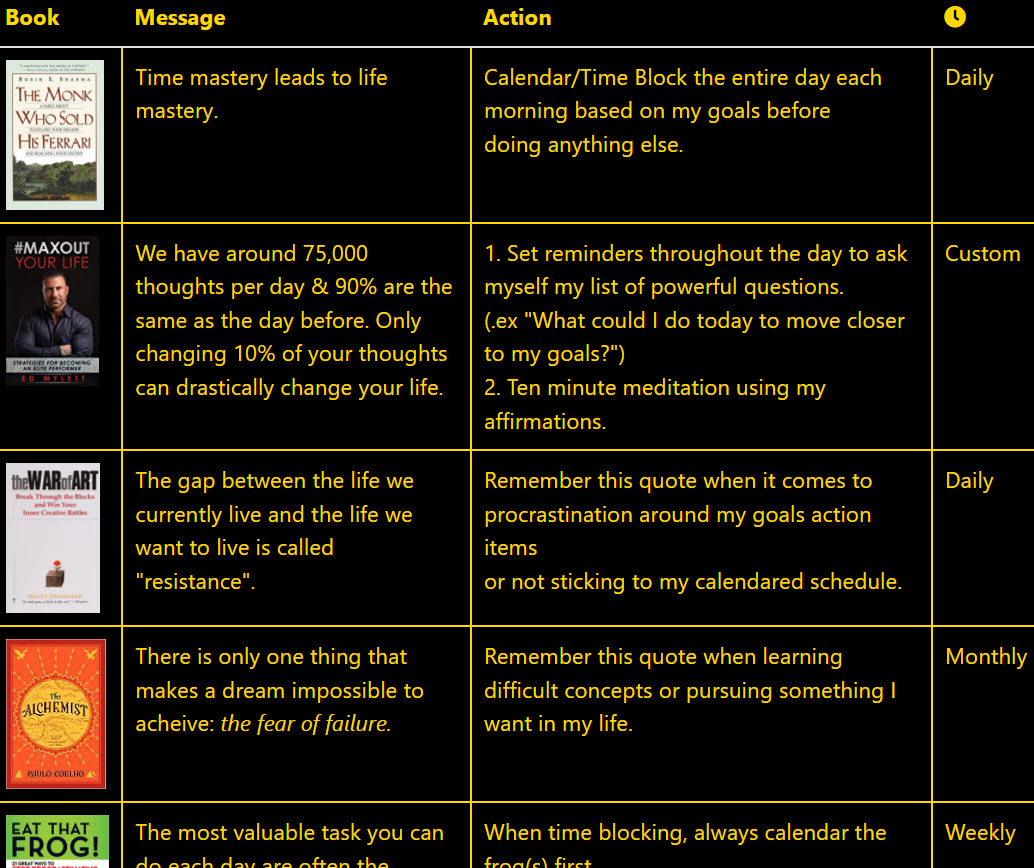 Book Message Action
ROBIN S. SHARMA
THE MONK
WHO SOLD
HIS FERRARI
Time mastery leads to life
mastery.
Calendar/Time Block the entire day each
morning based on my goals before
doing anything else.
Daily
#MAXOUT
YOUR LIFE
STRATEGIES FOR BECOMING
AN ELITE PERFORMER
ED MYLETT
We have around 75,000
thoughts per day & 90% are the
same as the day before. Only
changing 10% of your thoughts
can drastically change your life.
1. Set reminders throughout the day to ask
myself my list of powerful questions.
(.ex "What could I do today to move closer
to my goals?")
2. Ten minute meditation using my
affirmations.
Custom
theWARofART
Break Through the Blocks
and Win Your
Inner Creative Battles
STEVEN PRESSFIELD
The gap between the life we
currently live and the life we
want to live is called
"resistance".
Remember this quote when it comes to
procrastination around my goals action
items
or not sticking to my calendared schedule.
Daily
The
ALCHEMIST
PAULO COELHO
There is only one thing that
makes a dream impossible to
acheive: the fear of failure.
Remember this quote when learning
difficult concepts or pursuing something I
want in my life.
Monthly
EAT THAT
FROG!
21 GREAT WAYS TO
The most valuable task you can
do each day are often the
When time blocking, always calendar the
frog(s) first
Weekly